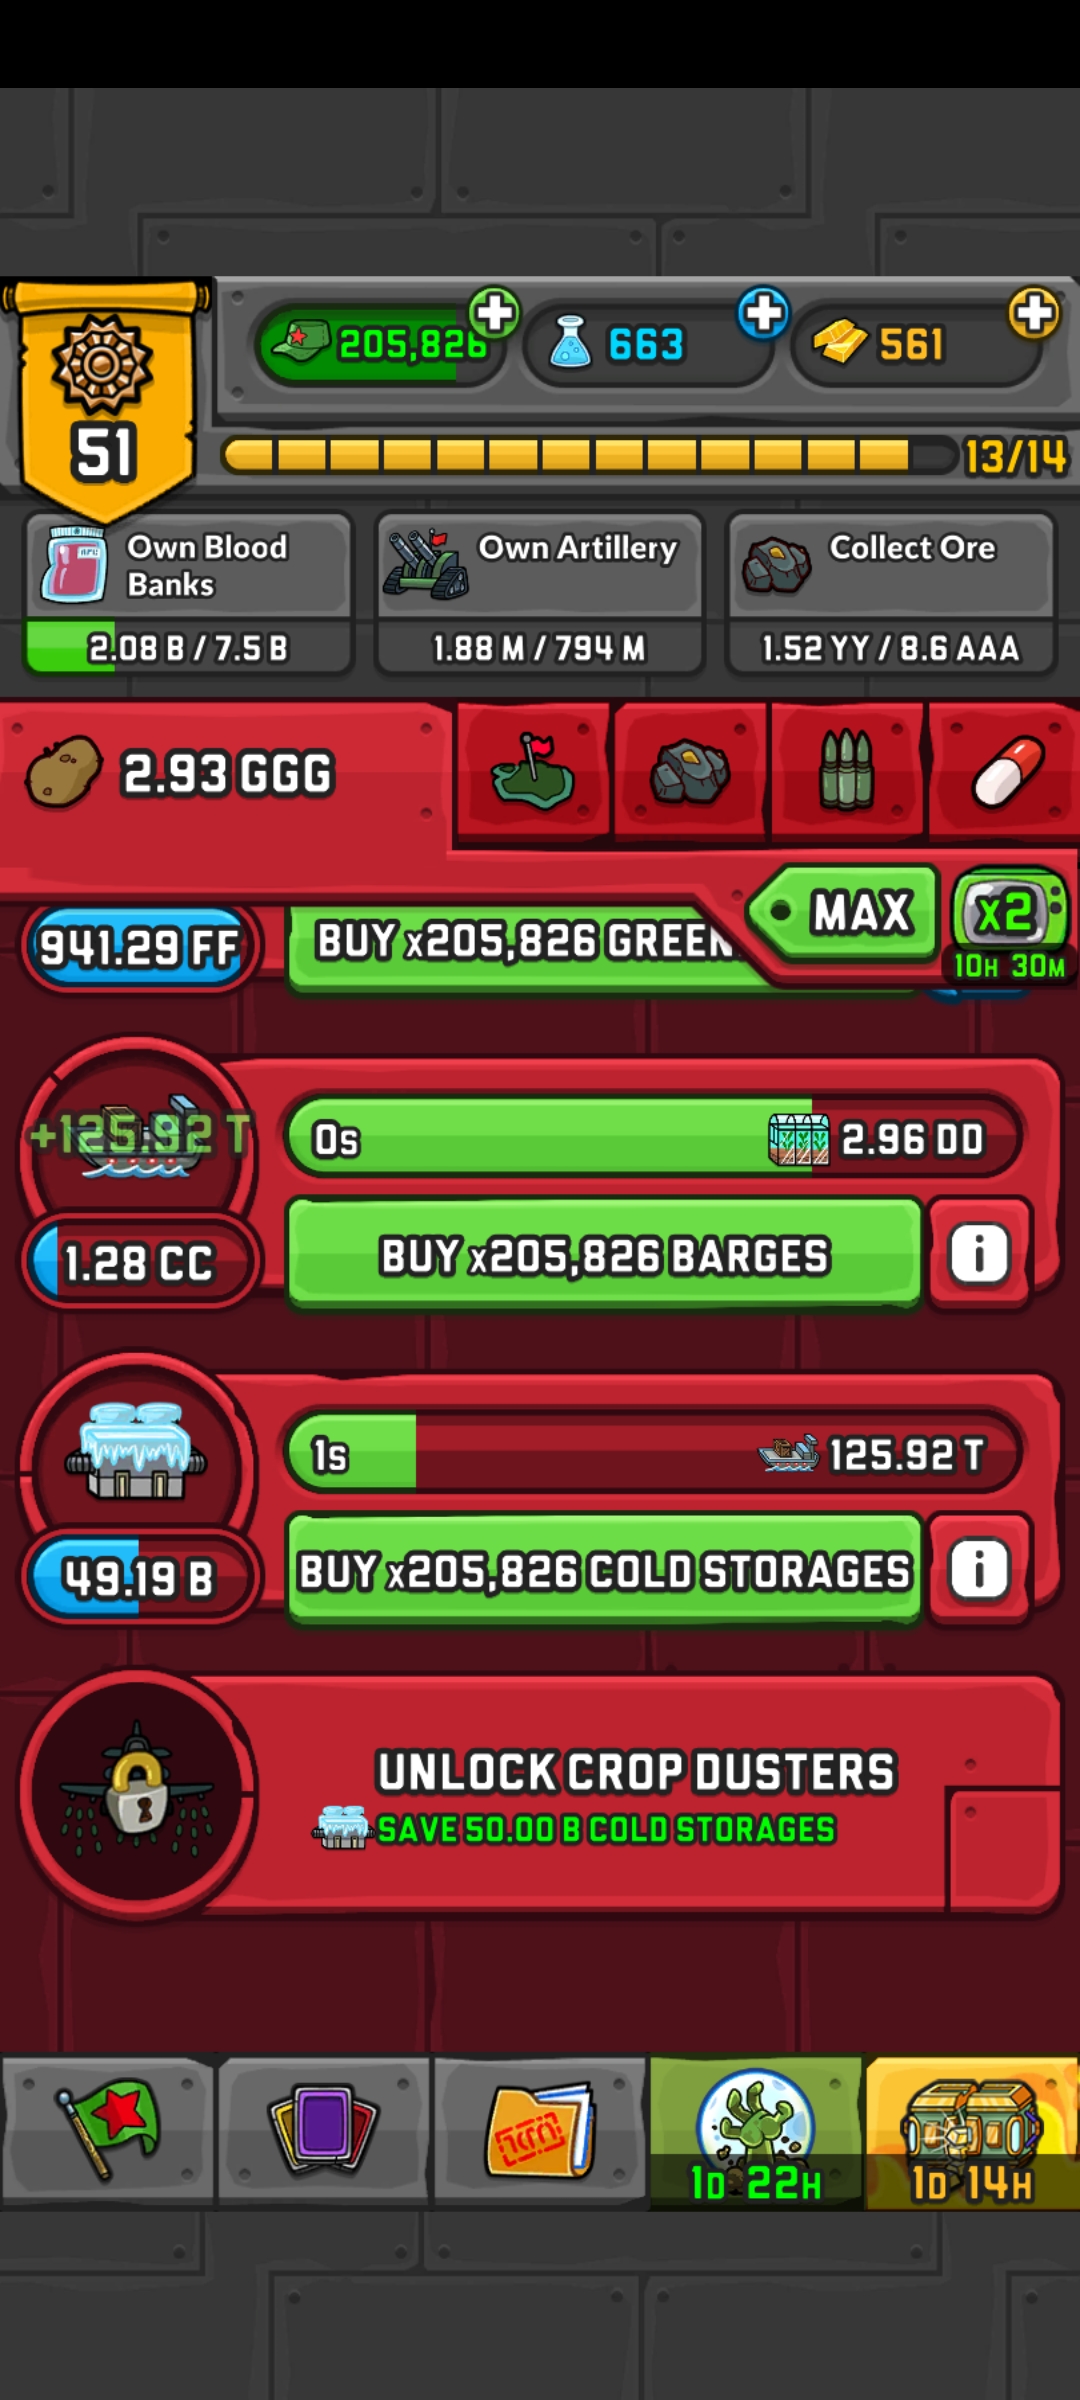 205,826
663
561
51
13/14
Own Blood
Banks
2.08 B / 7.5 B
Own Artillery
1.88 M / 794 M
Collect Ore
1.52 YY / 8.6 AAA
2.93 GGG
MAX
x2
10H 30M
941.29 FF
BUY x205,826 GREEN
+125.92 T
0s
2.96 DD
1.28 CC
BUY x205,826 BARGES
i
1s
125.92 T
49.19 B
BUY x205,826 COLD STORAGES
i
UNLOCK CROP DUSTERS
SAVE 50.00 B COLD STORAGES
1D 22H
1D 14H